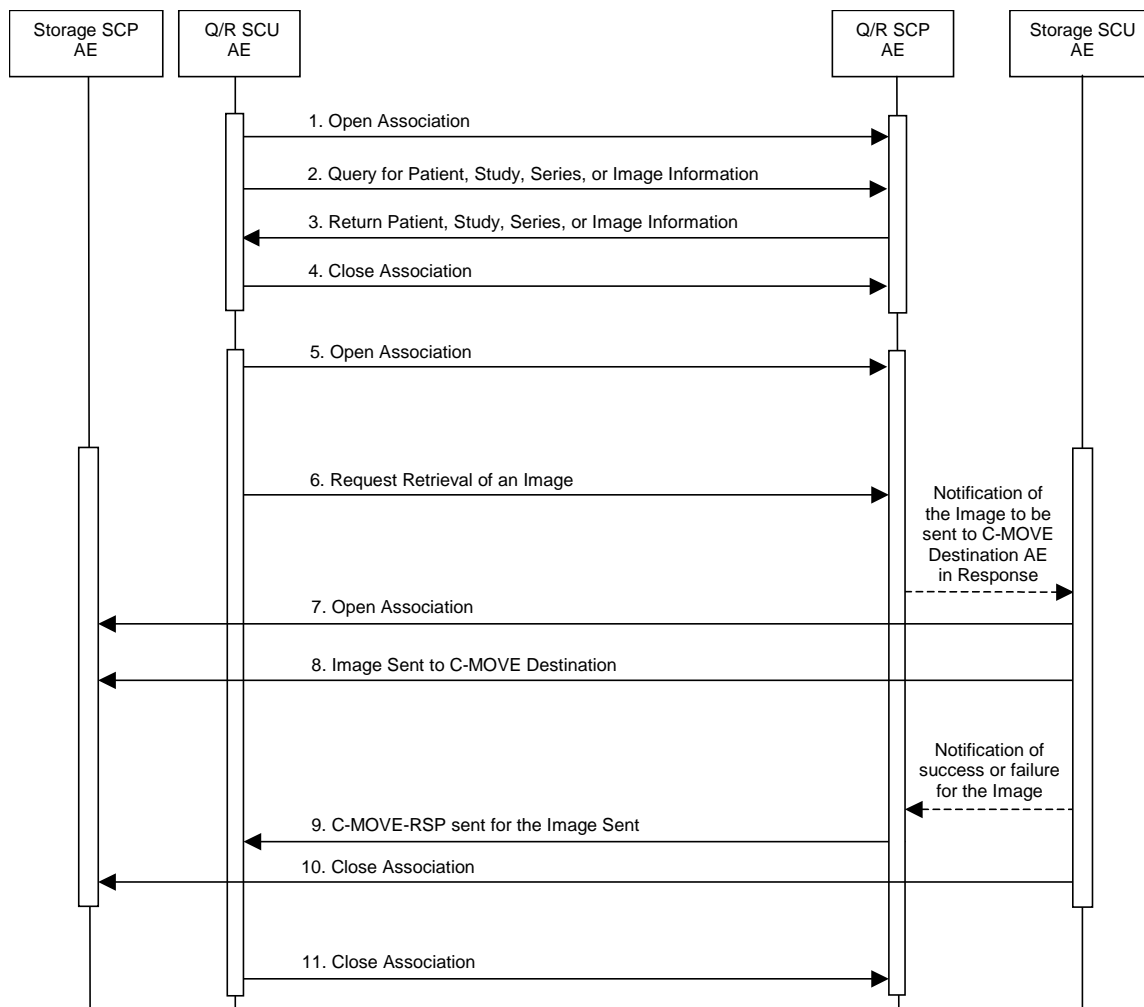 Storage SCP
AE
Q/R SCU
AE
Q/R SCP
AE
Storage SCU
AE
1. Open Association
2. Query for Patient, Study, Series, or Image Information
3. Return Patient, Study, Series, or Image Information
4. Close Association
5. Open Association
6. Request Retrieval of an Image
Notification of
the Image to be
sent to C-MOVE
Destination AE
in Response
7. Open Association
8. Image Sent to C-MOVE Destination
Notification of
success or failure
for the Image
9. C-MOVE-RSP sent for the Image Sent
10. Close Association
11. Close Association